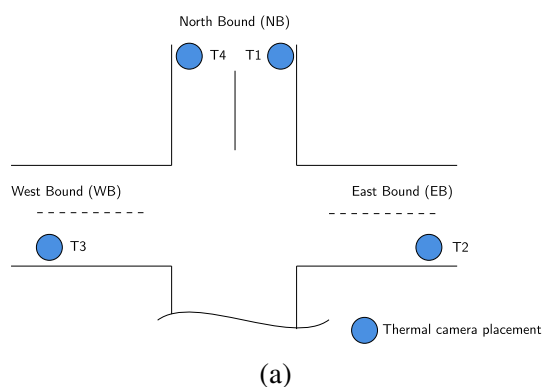 North Bound (NB)
T4 T1
West Bound (WB) East Bound (EB)
T3 T2
Thermal camera placement
(a)